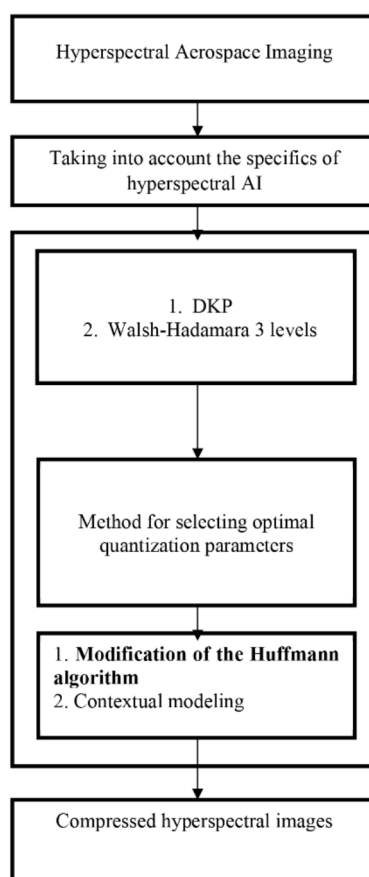 Hyperspectral Aerospace Imaging
Taking into account the specifics of
hyperspectral AI
1. DKP
2. Walsh-Hadamara 3 levels
Method for selecting optimal
quantization parameters
1. Modification of the Huffmann
algorithm
2. Contextual modeling
Compressed hyperspectral images